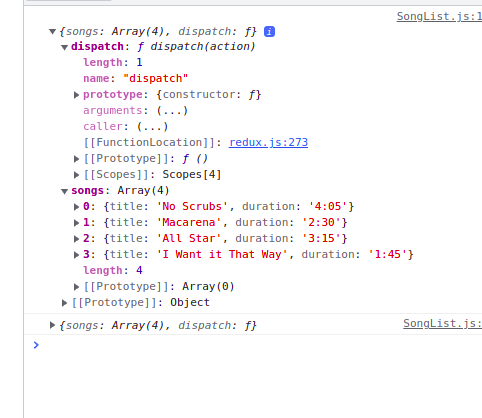 SongList.js:1
{songs: Array(4), dispatch: ƒ} i
dispatch: ƒ dispatch(action)
length: 1
name: "dispatch"
prototype: {constructor: ƒ}
arguments: (...)
caller: (...)
[[FunctionLocation]]: redux.js:273
[[Prototype]]: ƒ ()
[[Scopes]]: Scopes[4]
songs: Array(4)
0: {title: 'No Scrubs', duration: '4:05'}
1: {title: 'Macarena', duration: '2:30'}
2: {title: 'All Star', duration: '3:15'}
3: {title: 'I Want it That Way', duration: '1:45'}
length: 4
[[Prototype]]: Array(0)
[[Prototype]]: Object
{songs: Array(4), dispatch: ƒ} SongList.js: